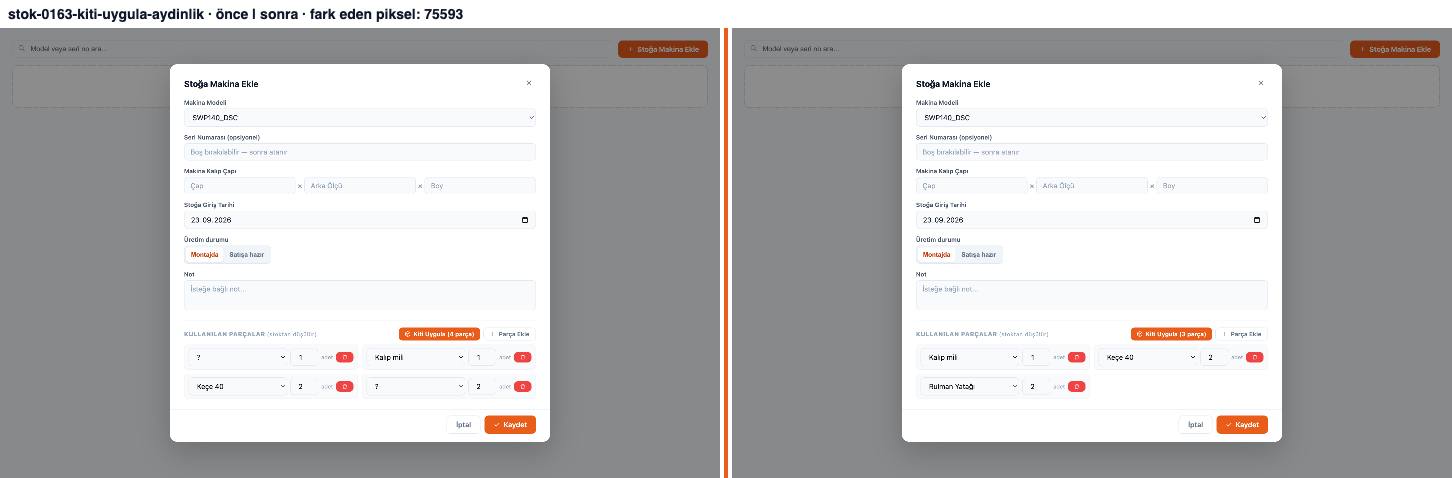 stok-0163-kiti-uygula-aydinlik · önce | sonra · fark eden piksel: 75593
Model veya seri no ara...
+ Stoğa Makina Ekle
Stoğa Makina Ekle ×
Makina Modeli
SWP140_DSC
Seri Numarası (opsiyonel)
Boş bırakılabilir — sonra atanır
Makina Kalıp Çapı
Çap × Arka Ölçü × Boy
Stoğa Giriş Tarihi
23.09.2026
Üretim durumu
Montajda Satışa hazır
Not
İsteğe bağlı not...
KULLANILAN PARÇALAR (stoktan düşülür) Kiti Uygula (4 parça) + Parça Ekle
? 1 adet Kalıp mili 1 adet
Keçe 40 2 adet ? 2 adet
İptal ✓ Kaydet
Model veya seri no ara...
+ Stoğa Makina Ekle
Stoğa Makina Ekle ×
Makina Modeli
SWP140_DSC
Seri Numarası (opsiyonel)
Boş bırakılabilir — sonra atanır
Makina Kalıp Çapı
Çap × Arka Ölçü × Boy
Stoğa Giriş Tarihi
23.09.2026
Üretim durumu
Montajda Satışa hazır
Not
İsteğe bağlı not...
KULLANILAN PARÇALAR (stoktan düşülür) Kiti Uygula (3 parça) + Parça Ekle
Kalıp mili 1 adet Keçe 40 2 adet
Rulman Yatağı 2 adet
İptal ✓ Kaydet